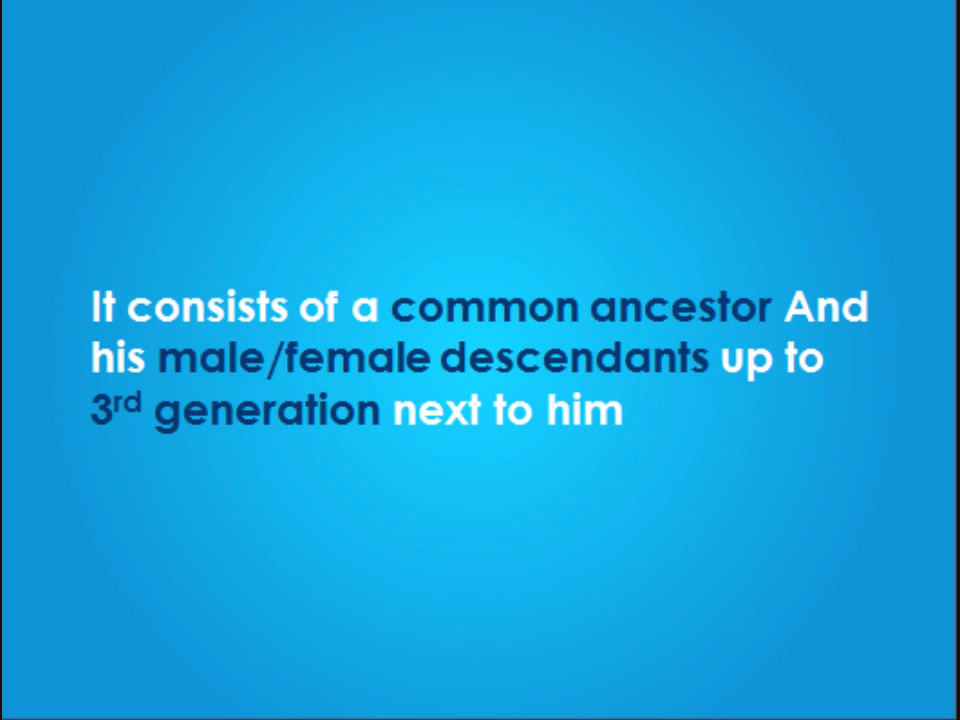 It consists of a common ancestor And
his male/female descendants up to
3rd generation next to him